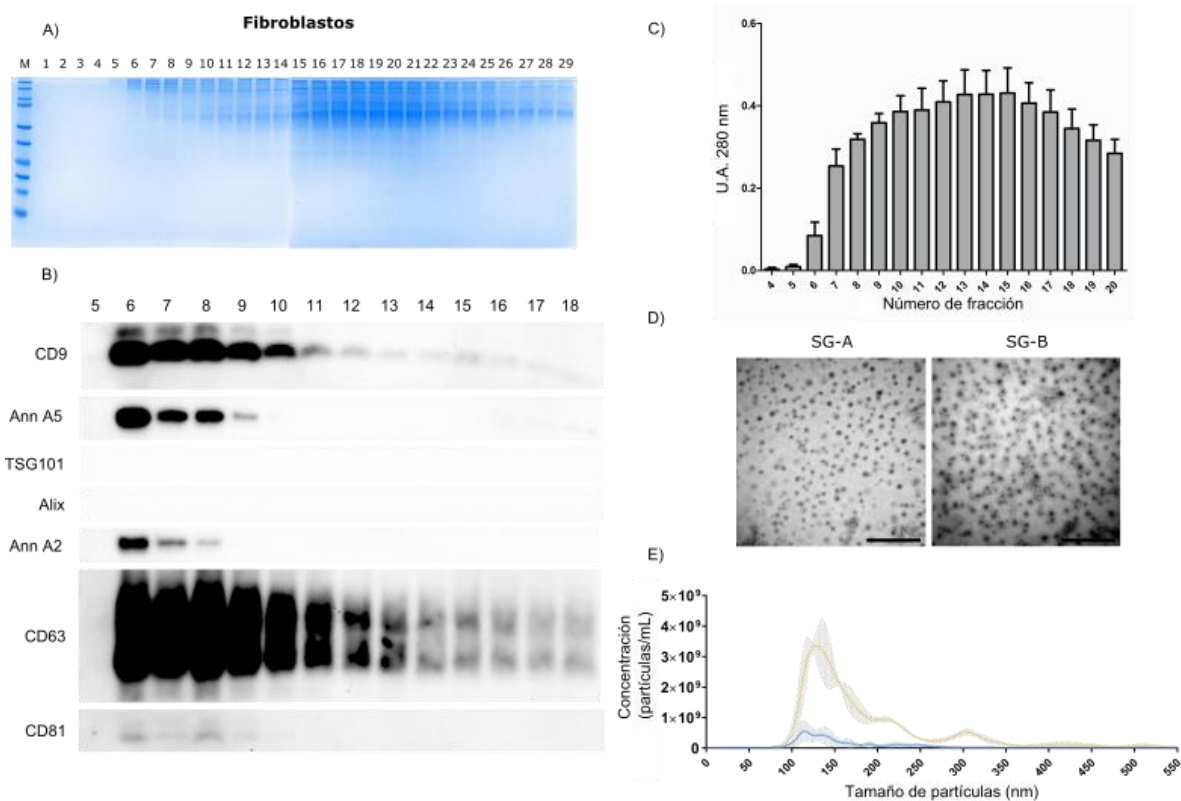 Fibroblastos
A)
M 1 2 3 4 5 6 7 8 9 10 11 12 13 14 15 16 17 18 19 20 21 22 23 24 25 26 27 28 29
B)
5 6 7 8 9 10 11 12 13 14 15 16 17 18
CD9
Ann A5
TSG101
Alix
Ann A2
CD63
CD81
C)
U.A. 280 nm
0.6
0.4
0.2
0.0
4 5 6 7 8 9 10 11 12 13 14 15 16 17 18 19 20
Número de fracción
D)
SG-A SG-B
E)
Concentración
(partículas/mL)
5×10⁹
4×10⁹
3×10⁹
2×10⁹
1×10⁹
0
0 50 100 150 200 250 300 350 400 450 500 550
Tamaño de partículas (nm)